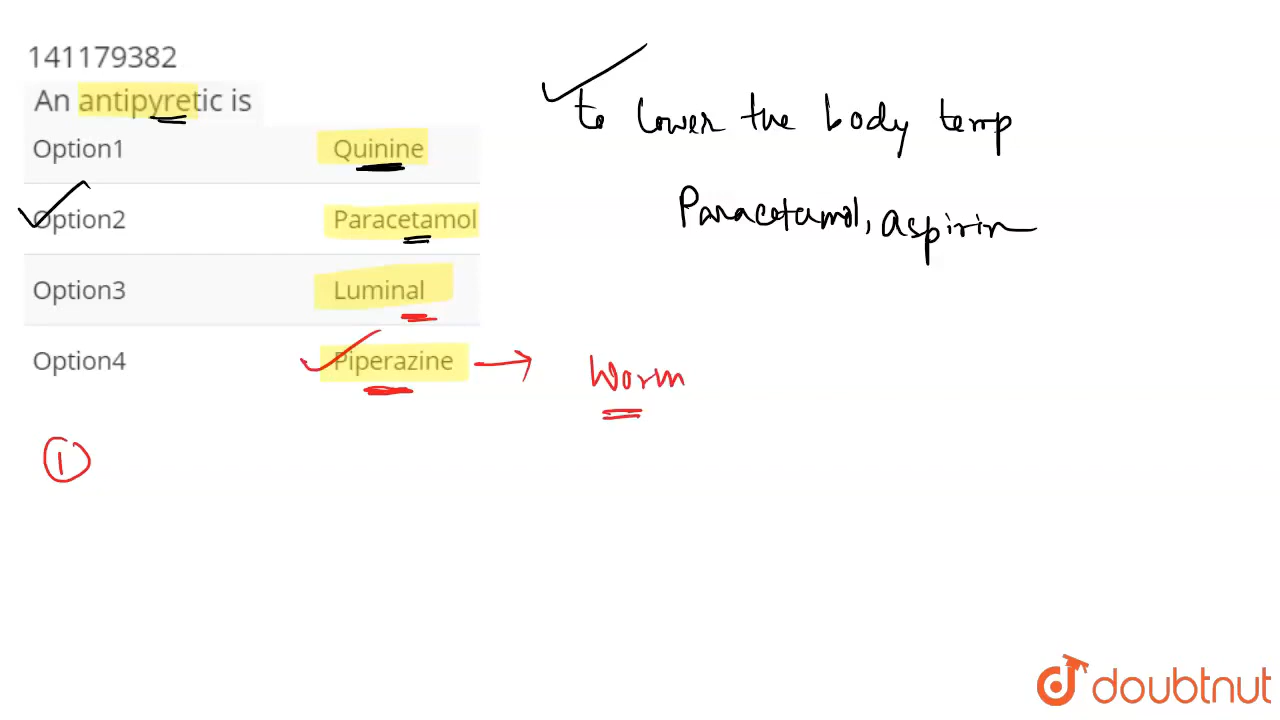 141179382
An antipyretic is
Option1 Quinine
Option2 Paracetamol
Option3 Luminal
Option4 Piperazine
to lower the body temp
Paracetamol, aspirin
Worm
1
doubtnut